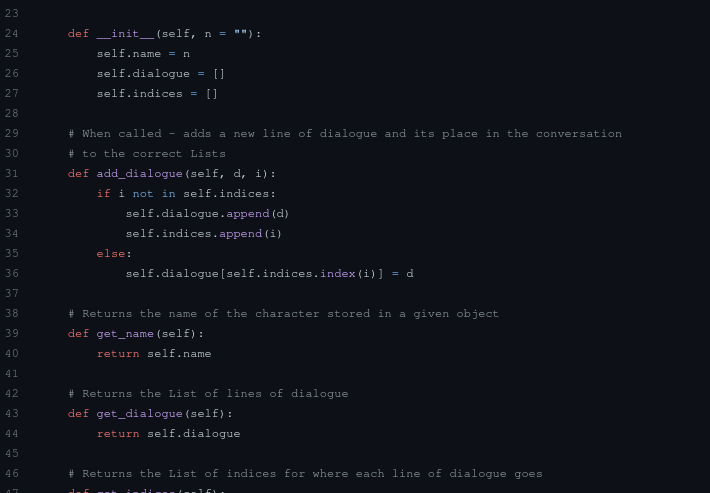 23
24 def __init__(self, n = ""):
25 self.name = n
26 self.dialogue = []
27 self.indices = []
28
29 # When called - adds a new line of dialogue and its place in the conversation
30 # to the correct Lists
31 def add_dialogue(self, d, i):
32 if i not in self.indices:
33 self.dialogue.append(d)
34 self.indices.append(i)
35 else:
36 self.dialogue[self.indices.index(i)] = d
37
38 # Returns the name of the character stored in a given object
39 def get_name(self):
40 return self.name
41
42 # Returns the List of lines of dialogue
43 def get_dialogue(self):
44 return self.dialogue
45
46 # Returns the List of indices for where each line of dialogue goes
47 def get_indices(self):